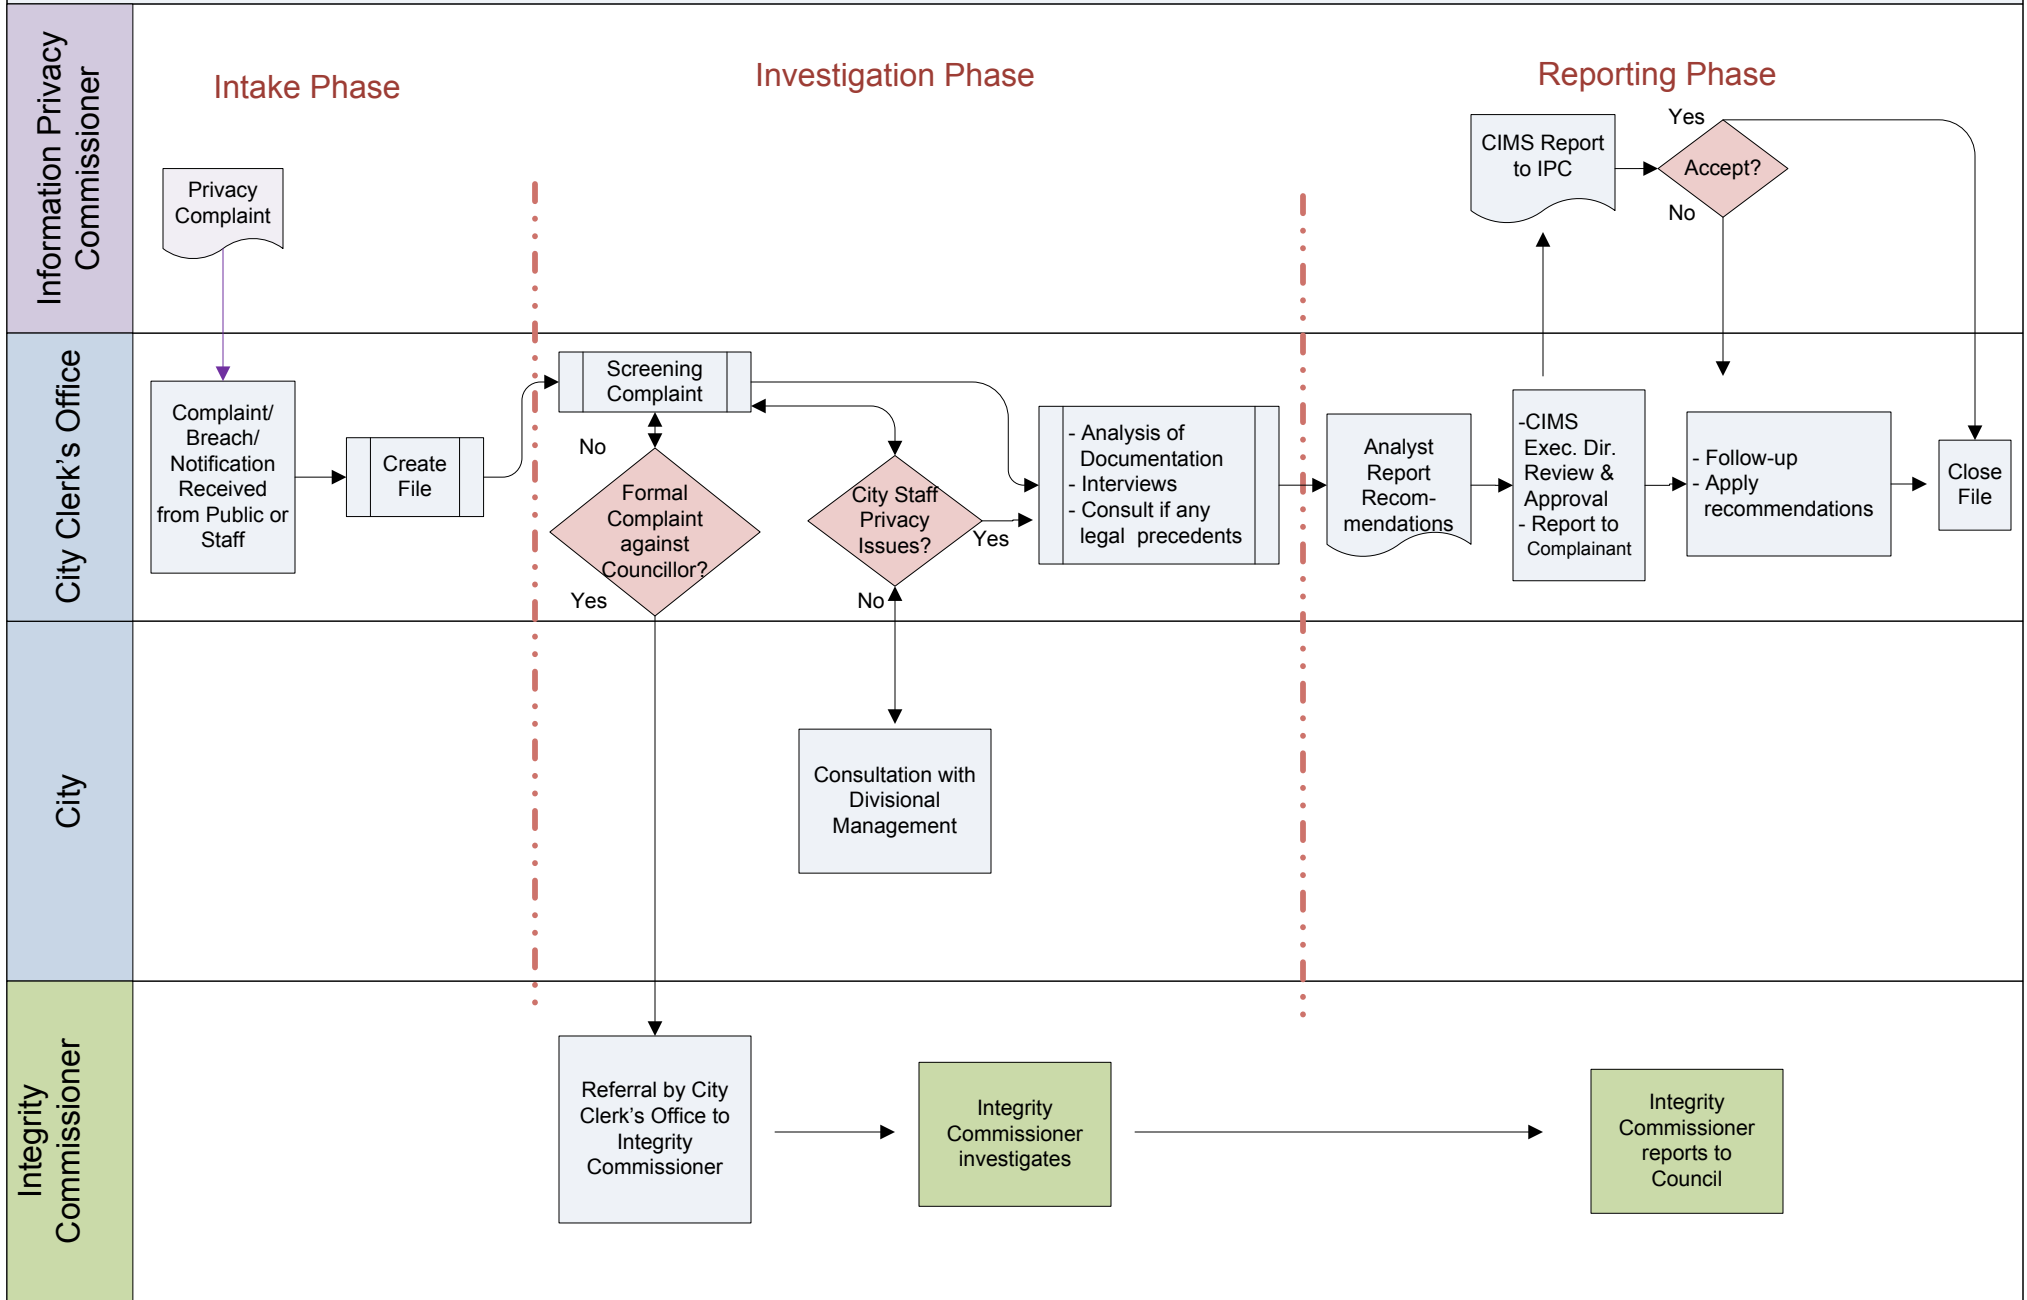 Information Privacy
Commissioner
Intake Phase
Investigation Phase
Reporting Phase
Privacy
Complaint
CIMS Report
to IPC
Yes
Accept?
No
City Clerk's Office
Complaint/
Breach/
Notification
Received
from Public or
Staff
Create
File
Screening
Complaint
No
Formal
Complaint
against
Councillor?
Yes
City Staff
Privacy
Issues?
Yes
No
- Analysis of
Documentation
- Interviews
- Consult if any
legal precedents
Analyst
Report
Recom-
mendations
-CIMS
Exec. Dir.
Review &
Approval
- Report to
Complainant
- Follow-up
- Apply
recommendations
Close
File
City
Consultation with
Divisional
Management
Integrity
Commissioner
Referral by City
Clerk's Office to
Integrity
Commissioner
Integrity
Commissioner
investigates
Integrity
Commissioner
reports to
Council